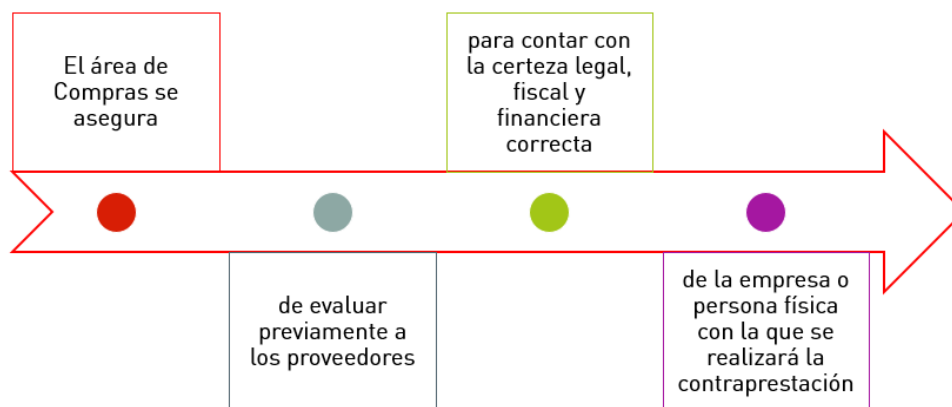 El área de
Compras se
asegura
de evaluar
previamente a
los proveedores
para contar con
la certeza legal,
fiscal y
financiera
correcta
de la empresa o
persona física
con la que se
realizará la
contraprestación